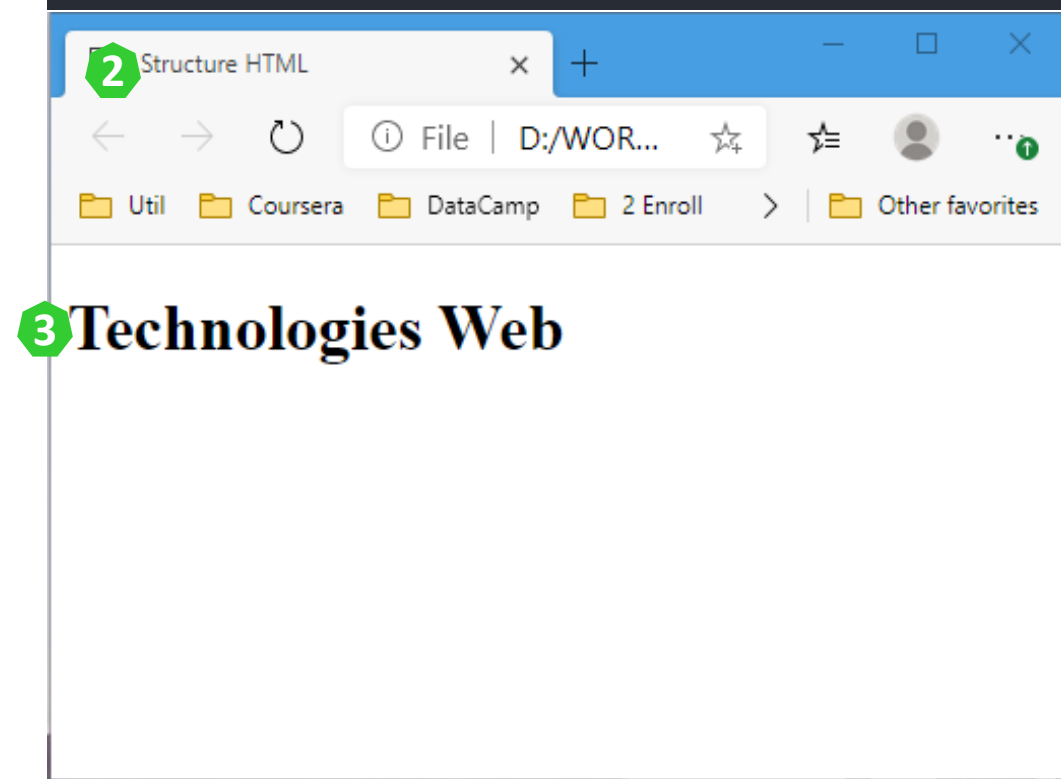 2 Structure HTML
File | D:/WOR...
Util Coursera DataCamp 2 Enroll Other favorites
3 Technologies Web